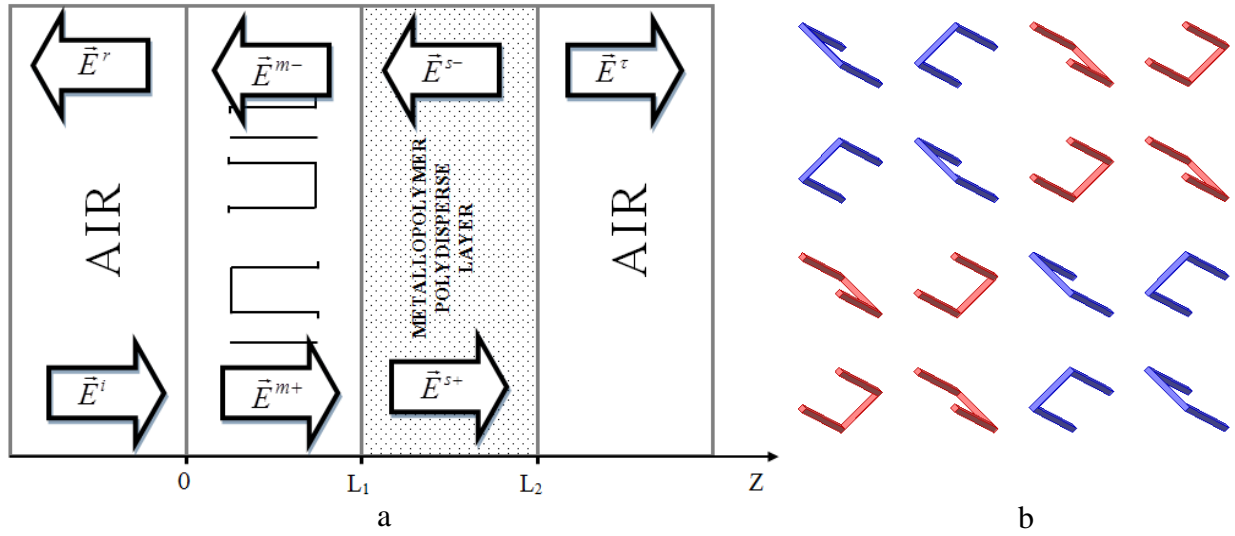 E⃗ʳ
E⃗ᵐ⁻
E⃗ˢ⁻
E⃗ᵗ
AIR
METALLOPOLYMER
POLYDISPERSE
LAYER
AIR
E⃗ⁱ
E⃗ᵐ⁺
E⃗ˢ⁺
0
L₁
L₂
Z
a
b